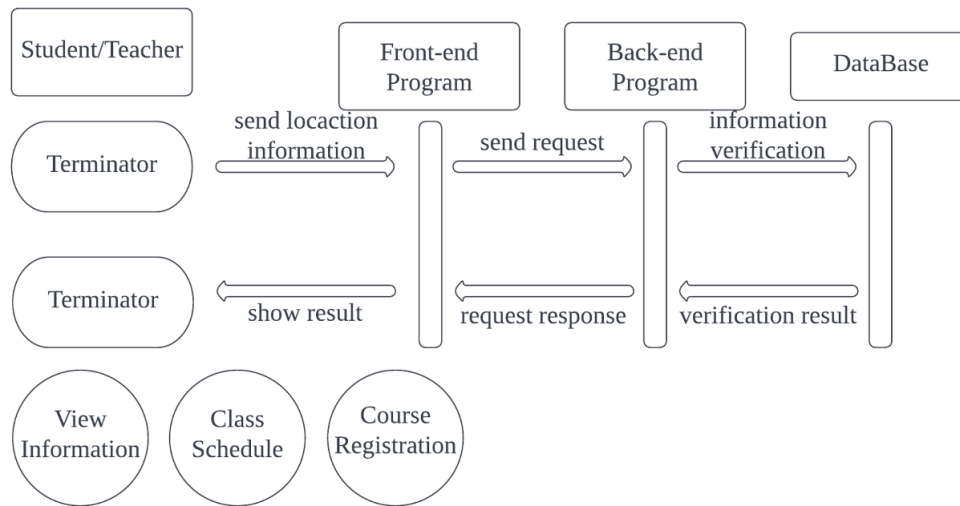 Student/Teacher
Front-end
Program
Back-end
Program
DataBase
Terminator
send locaction
information
send request
information
verification
Terminator
show result
request response
verification result
View
Information
Class
Schedule
Course
Registration